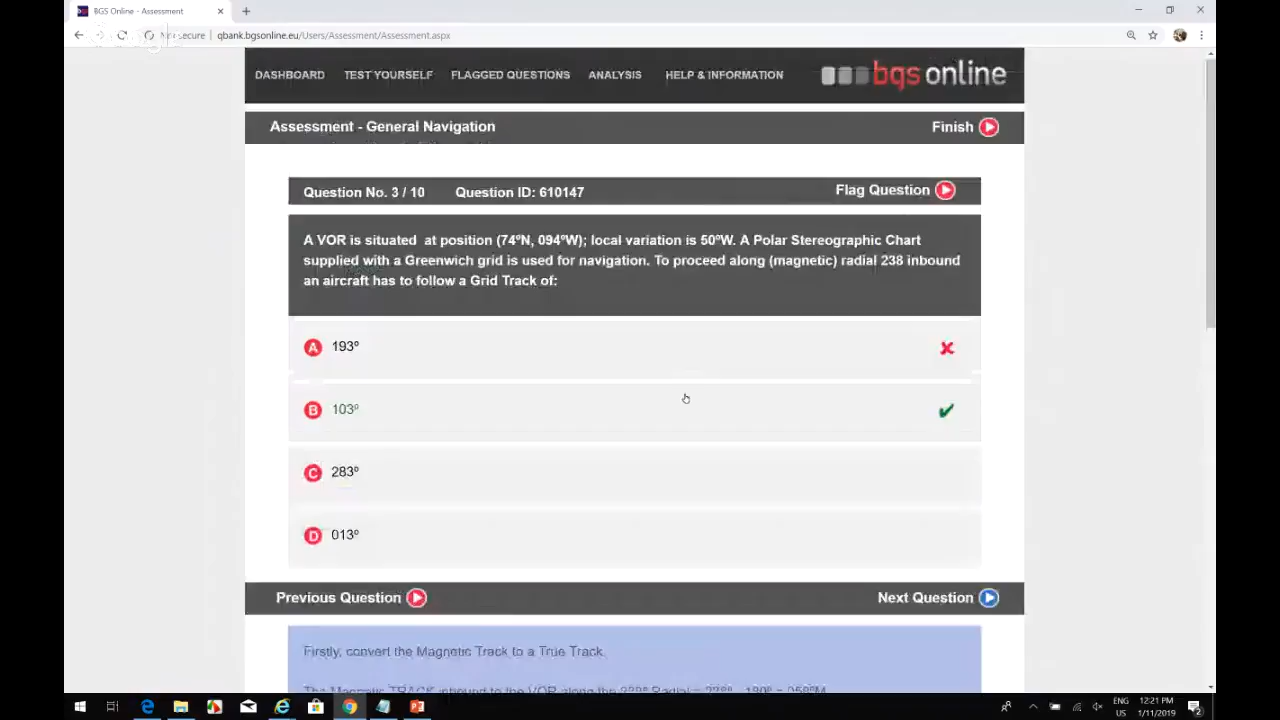 BGS Online - Assessment
qbank.bgsonline.eu/Users/Assessment/Assessment.aspx
DASHBOARD TEST YOURSELF FLAGGED QUESTIONS ANALYSIS HELP & INFORMATION bgs online
Assessment - General Navigation Finish
Question No. 3 / 10 Question ID: 610147 Flag Question
A VOR is situated at position (74ºN, 094ºW); local variation is 50ºW. A Polar Stereographic Chart
supplied with a Greenwich grid is used for navigation. To proceed along (magnetic) radial 238 inbound
an aircraft has to follow a Grid Track of:
A 193º
B 103º
C 283º
D 013º
Previous Question Next Question
Firstly, convert the Magnetic Track to a True Track.
ENG 12:21 PM
US 1/11/2019